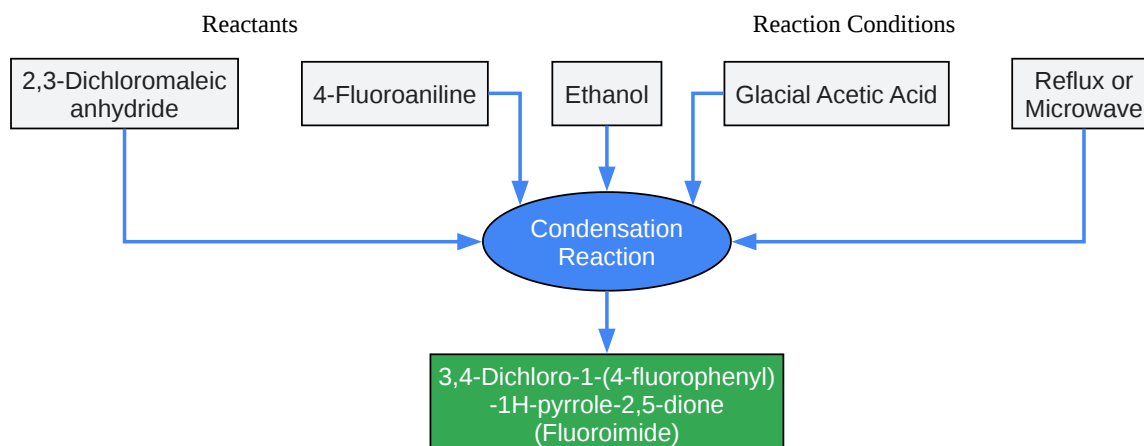 Reactants
Reaction Conditions
2,3-Dichloromaleic
anhydride
4-Fluoroaniline
Ethanol
Glacial Acetic Acid
Reflux or
Microwave
Condensation
Reaction
3,4-Dichloro-1-(4-fluorophenyl)
-1H-pyrrole-2,5-dione
(Fluoroimide)